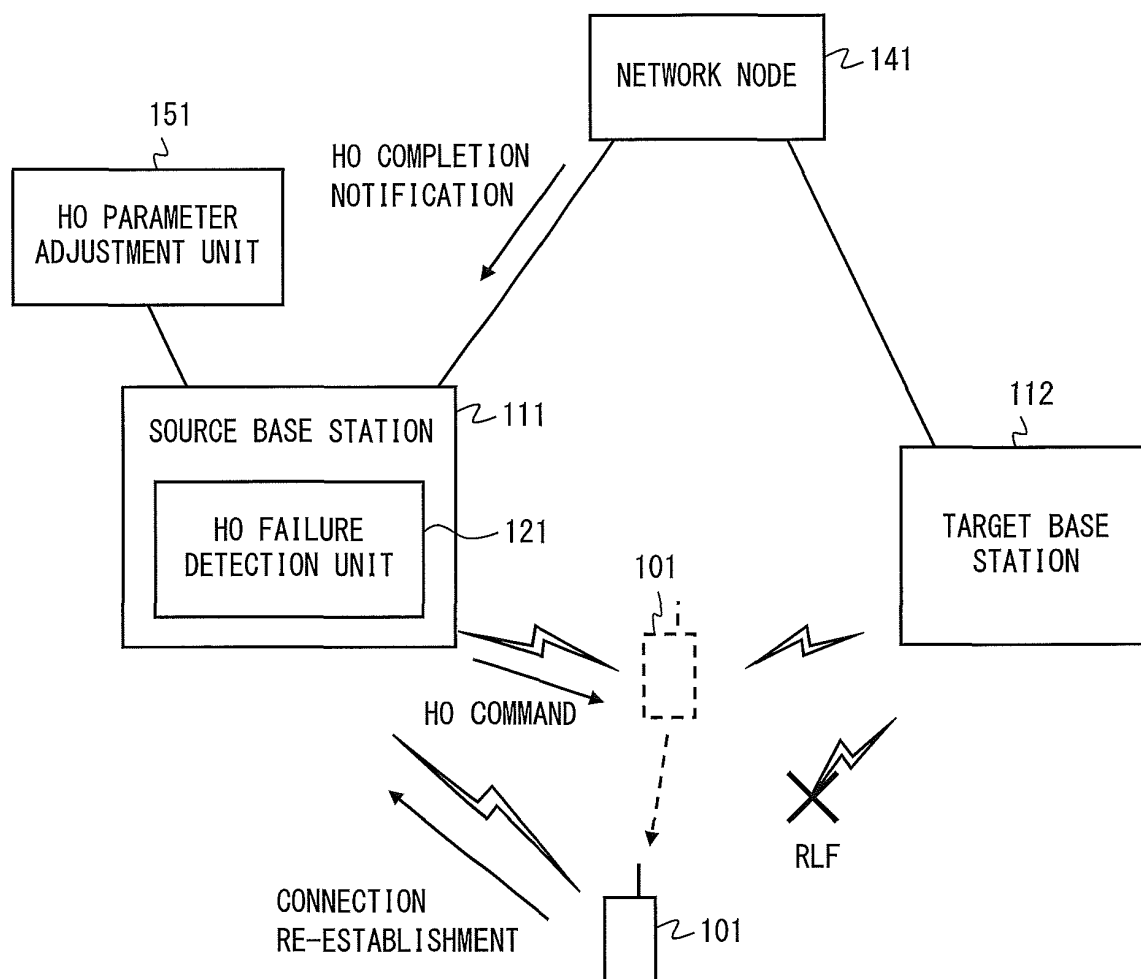 NETWORK NODE
141
151
HO COMPLETION
NOTIFICATION
HO PARAMETER
ADJUSTMENT UNIT
SOURCE BASE STATION
111
112
HO FAILURE
DETECTION UNIT
121
TARGET BASE
STATION
101
HO COMMAND
RLF
CONNECTION
RE-ESTABLISHMENT
101